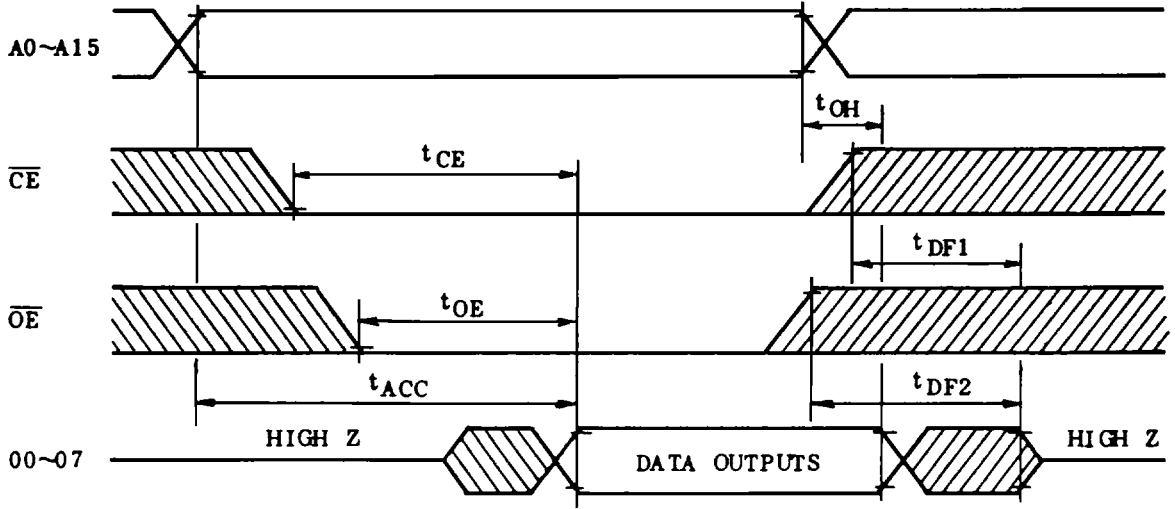 A0~A15
tOH
tCE
CE
tDF1
tOE
OE
tACC
tDF2
HIGH Z
HIGH Z
00~07
DATA OUTPUTS